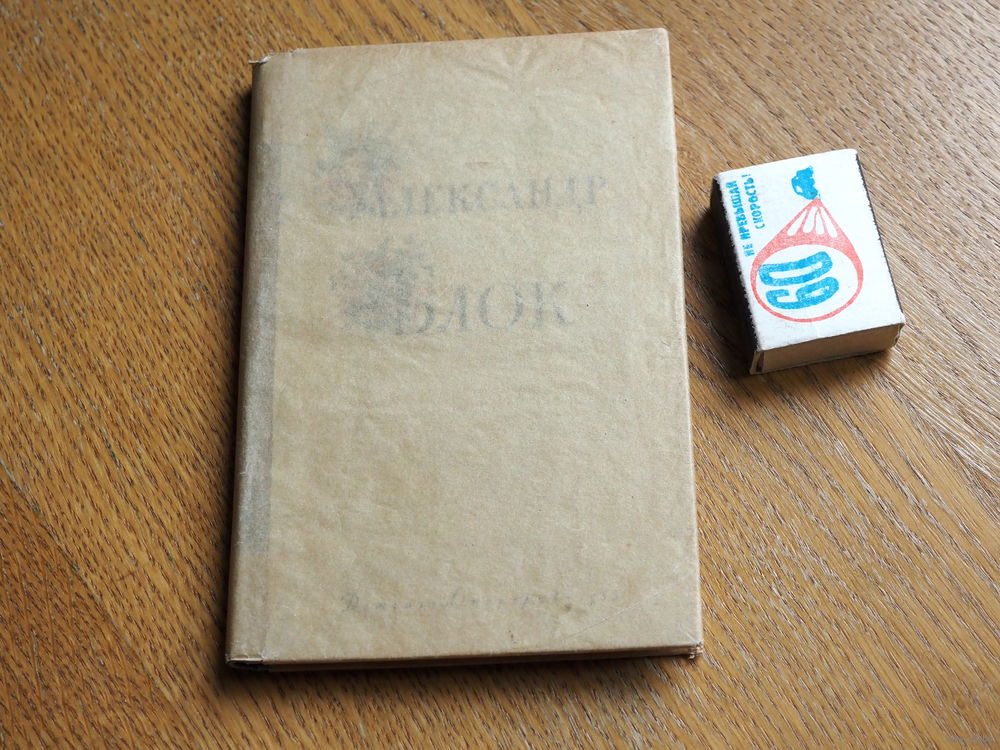 Александр
Блок
НЕ ПРЕВЫШАЙ
СКОРОСТЬ!
60